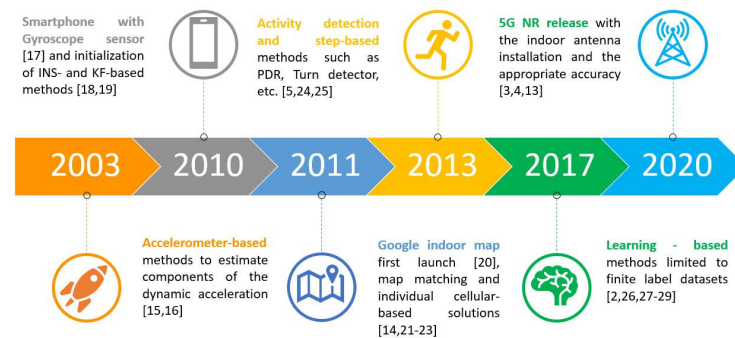 Smartphone with
Gyroscope sensor
[17] and initialization
of INS- and KF-based
methods [18,19]
Activity detection
and step-based
methods such as
PDR, Turn detector,
etc. [5,24,25]
5G NR release with
the indoor antenna
installation and the
appropriate accuracy
[3,4,13]
2003
2010
2011
2013
2017
2020
Accelerometer-based
methods to estimate
components of the
dynamic acceleration
[15,16]
Google indoor map
first launch [20],
map matching and
individual cellular-
based solutions
[14,21-23]
Learning - based
methods limited to
finite label datasets
[2,26,27-29]